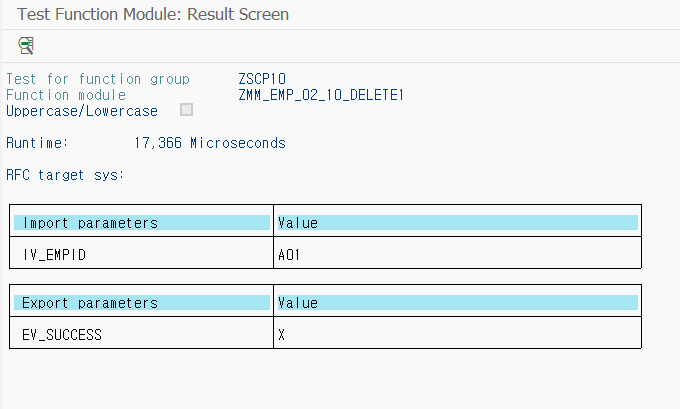 Test Function Module: Result Screen
Test for function group ZSCP10
Function module ZMM_EMP_02_10_DELETE1
Uppercase/Lowercase
Runtime: 17,366 Microseconds
RFC target sys:
Import parameters Value
IV_EMPID A01
Export parameters Value
EV_SUCCESS X